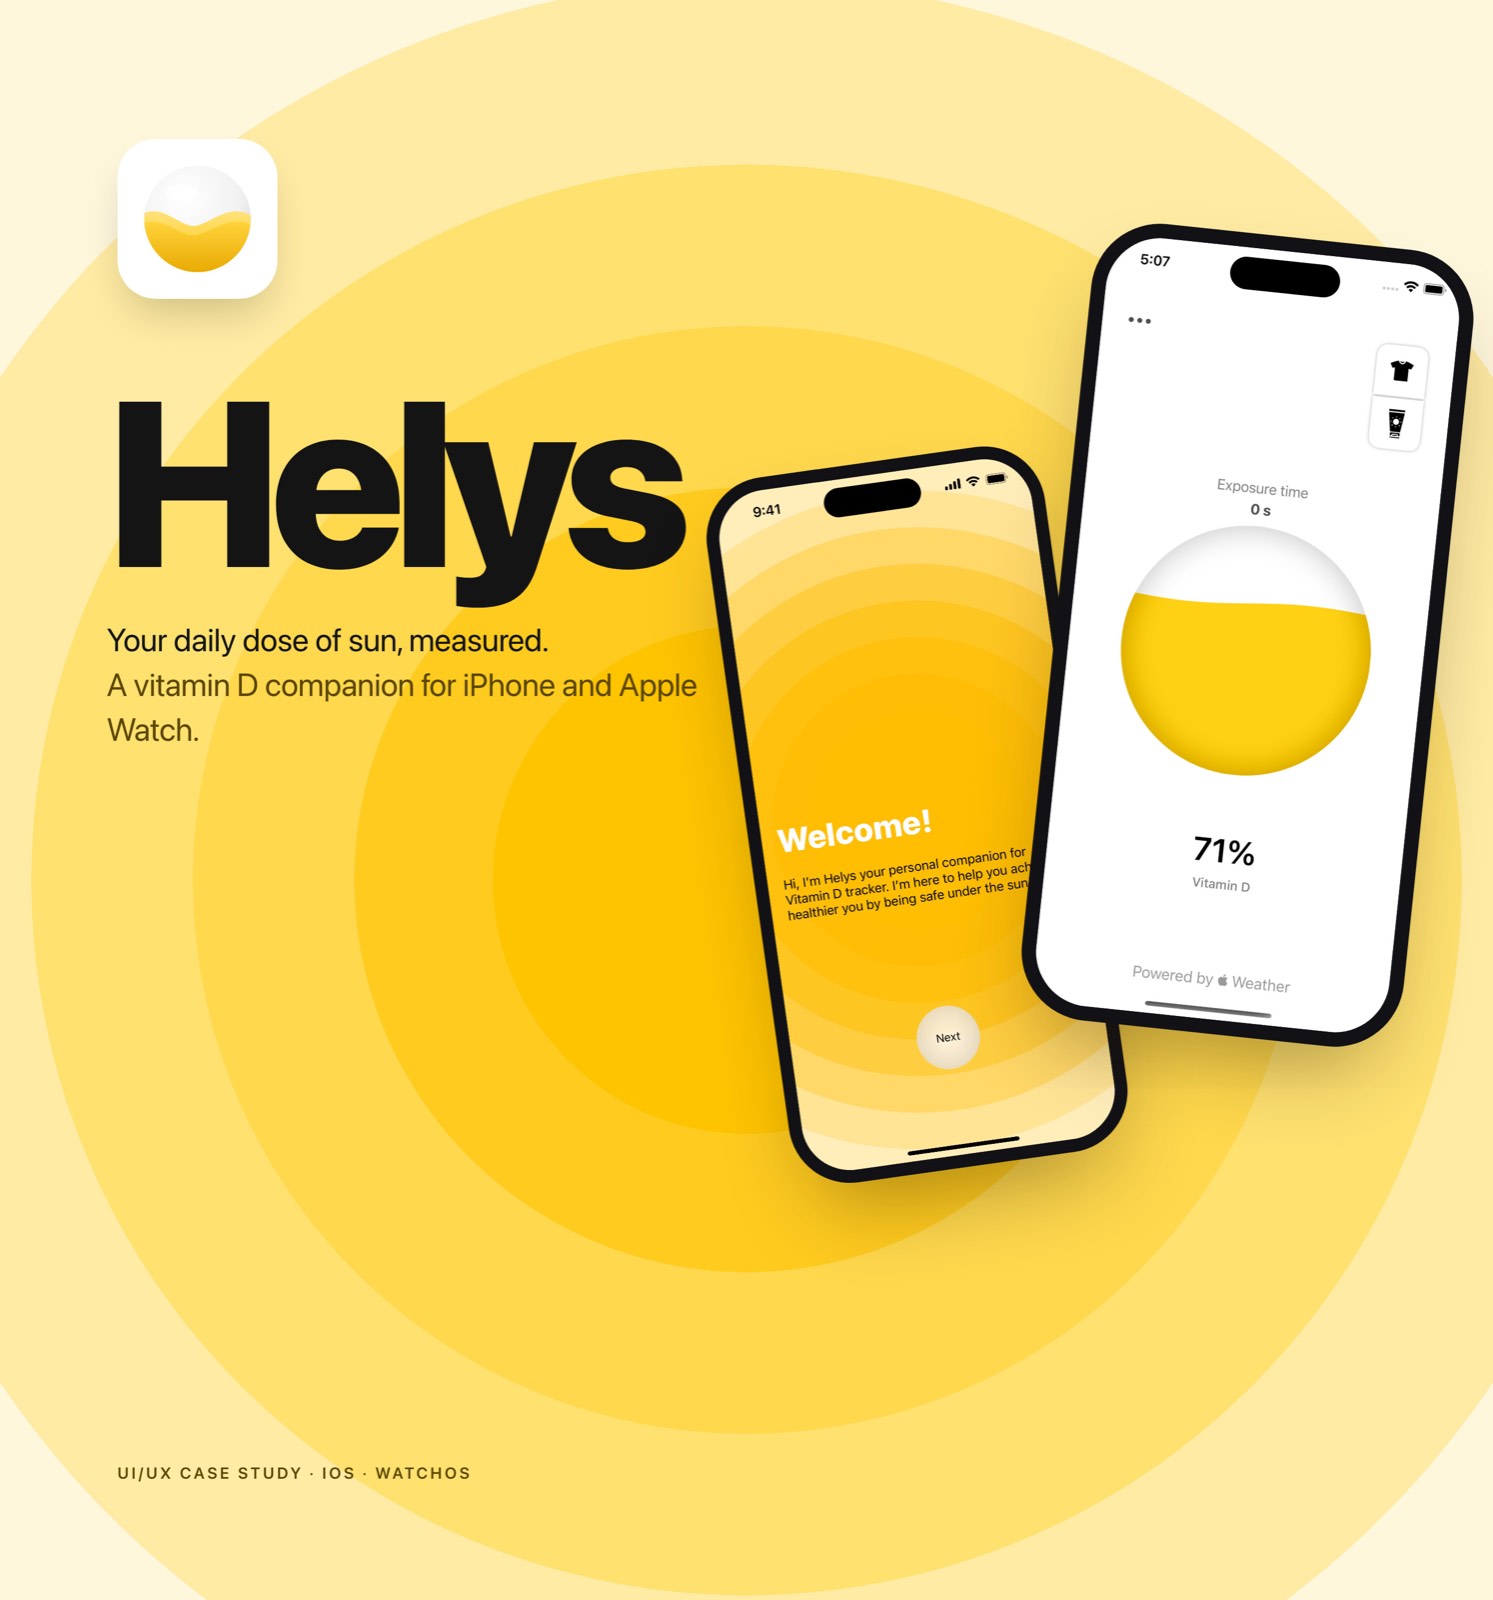 Helys
Your daily dose of sun, measured.
A vitamin D companion for iPhone and Apple
Watch.
9:41
Welcome!
Hi, I'm Helys your personal companion for
Vitamin D tracker. I'm here to help you
healthier you by being safe under the sun
Next
5:07
Exposure time
0 s
71%
Vitamin D
Powered by Weather
UI/UX CASE STUDY · IOS · WATCHOS